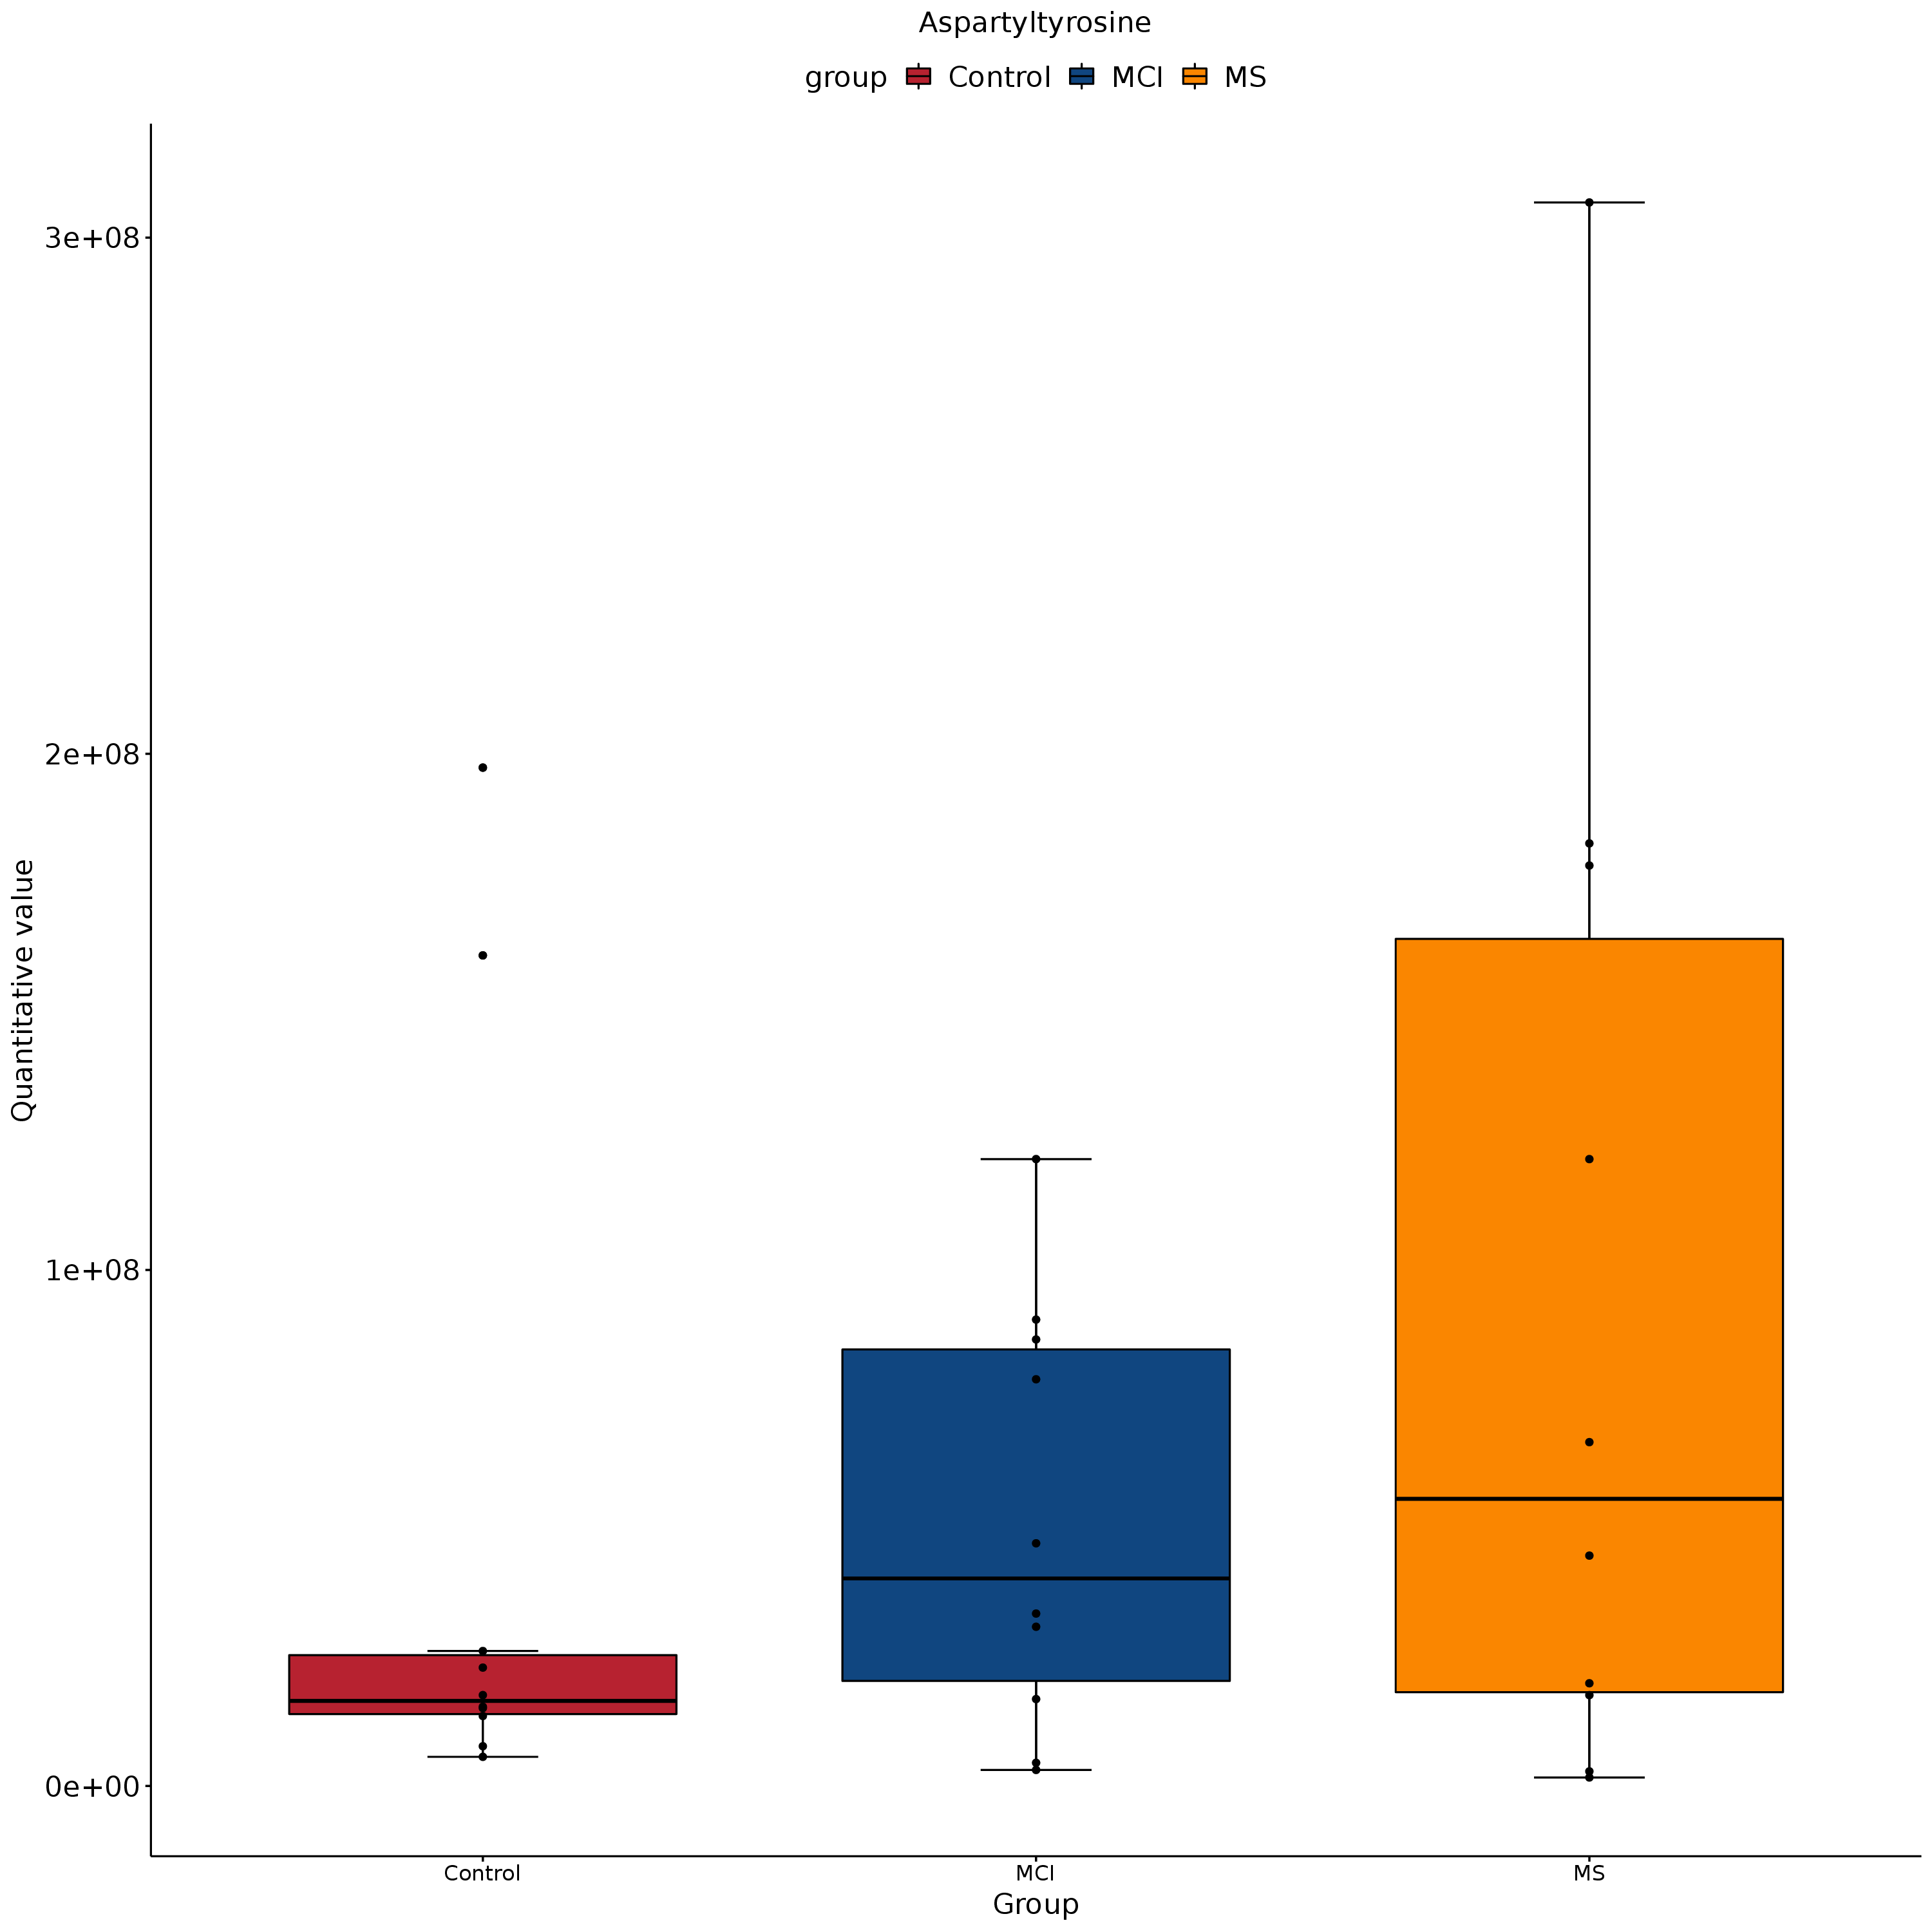 Aspartyltyrosine
group Control MCI MS
3e+08
2e+08
1e+08
0e+00
Quantitative value
Control MCI MS
Group